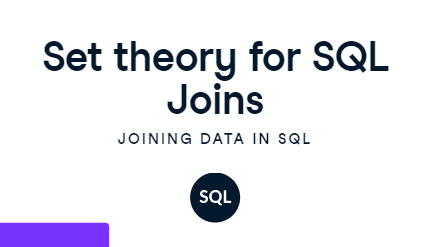 Set theory for SQL
Joins
JOINING DATA IN SQL
SQL